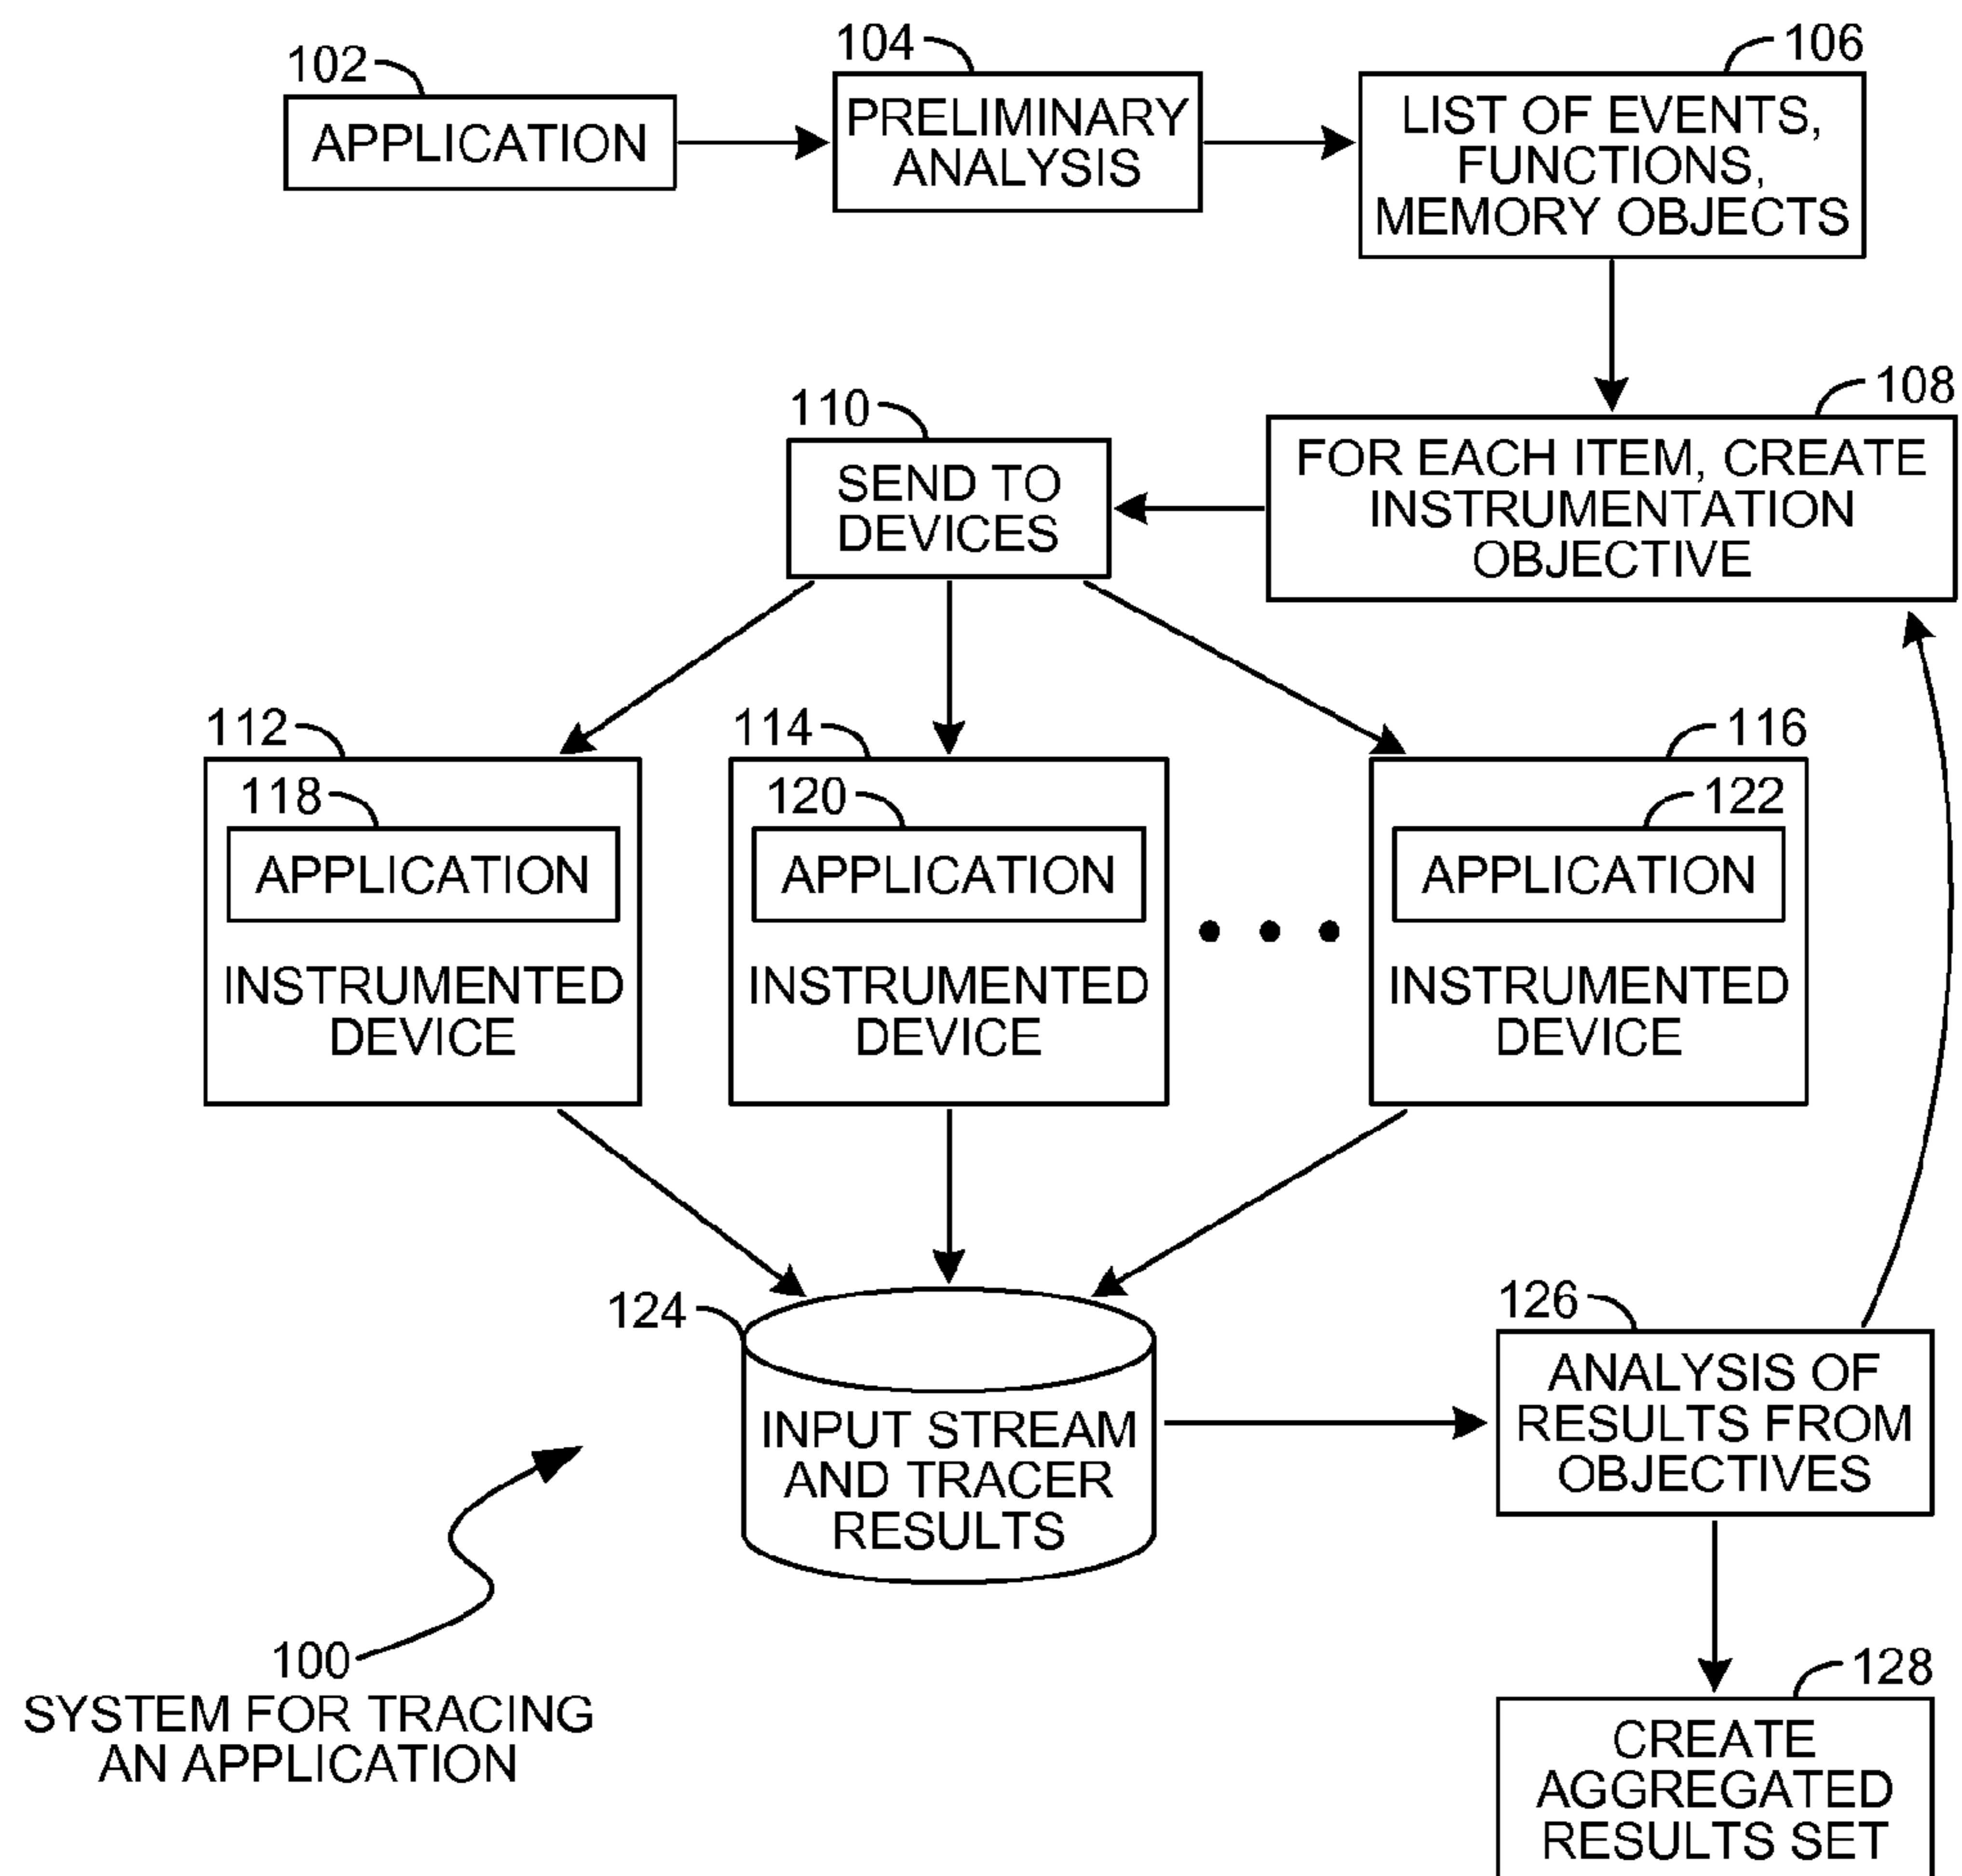 102
APPLICATION
104
PRELIMINARY
ANALYSIS
106
LIST OF EVENTS,
FUNCTIONS,
MEMORY OBJECTS
108
FOR EACH ITEM, CREATE
INSTRUMENTATION
OBJECTIVE
110
SEND TO
DEVICES
112
118
APPLICATION
INSTRUMENTED
DEVICE
114
120
APPLICATION
INSTRUMENTED
DEVICE
116
122
APPLICATION
INSTRUMENTED
DEVICE
124
INPUT STREAM
AND TRACER
RESULTS
126
ANALYSIS OF
RESULTS FROM
OBJECTIVES
128
CREATE
AGGREGATED
RESULTS SET
100
SYSTEM FOR TRACING
AN APPLICATION